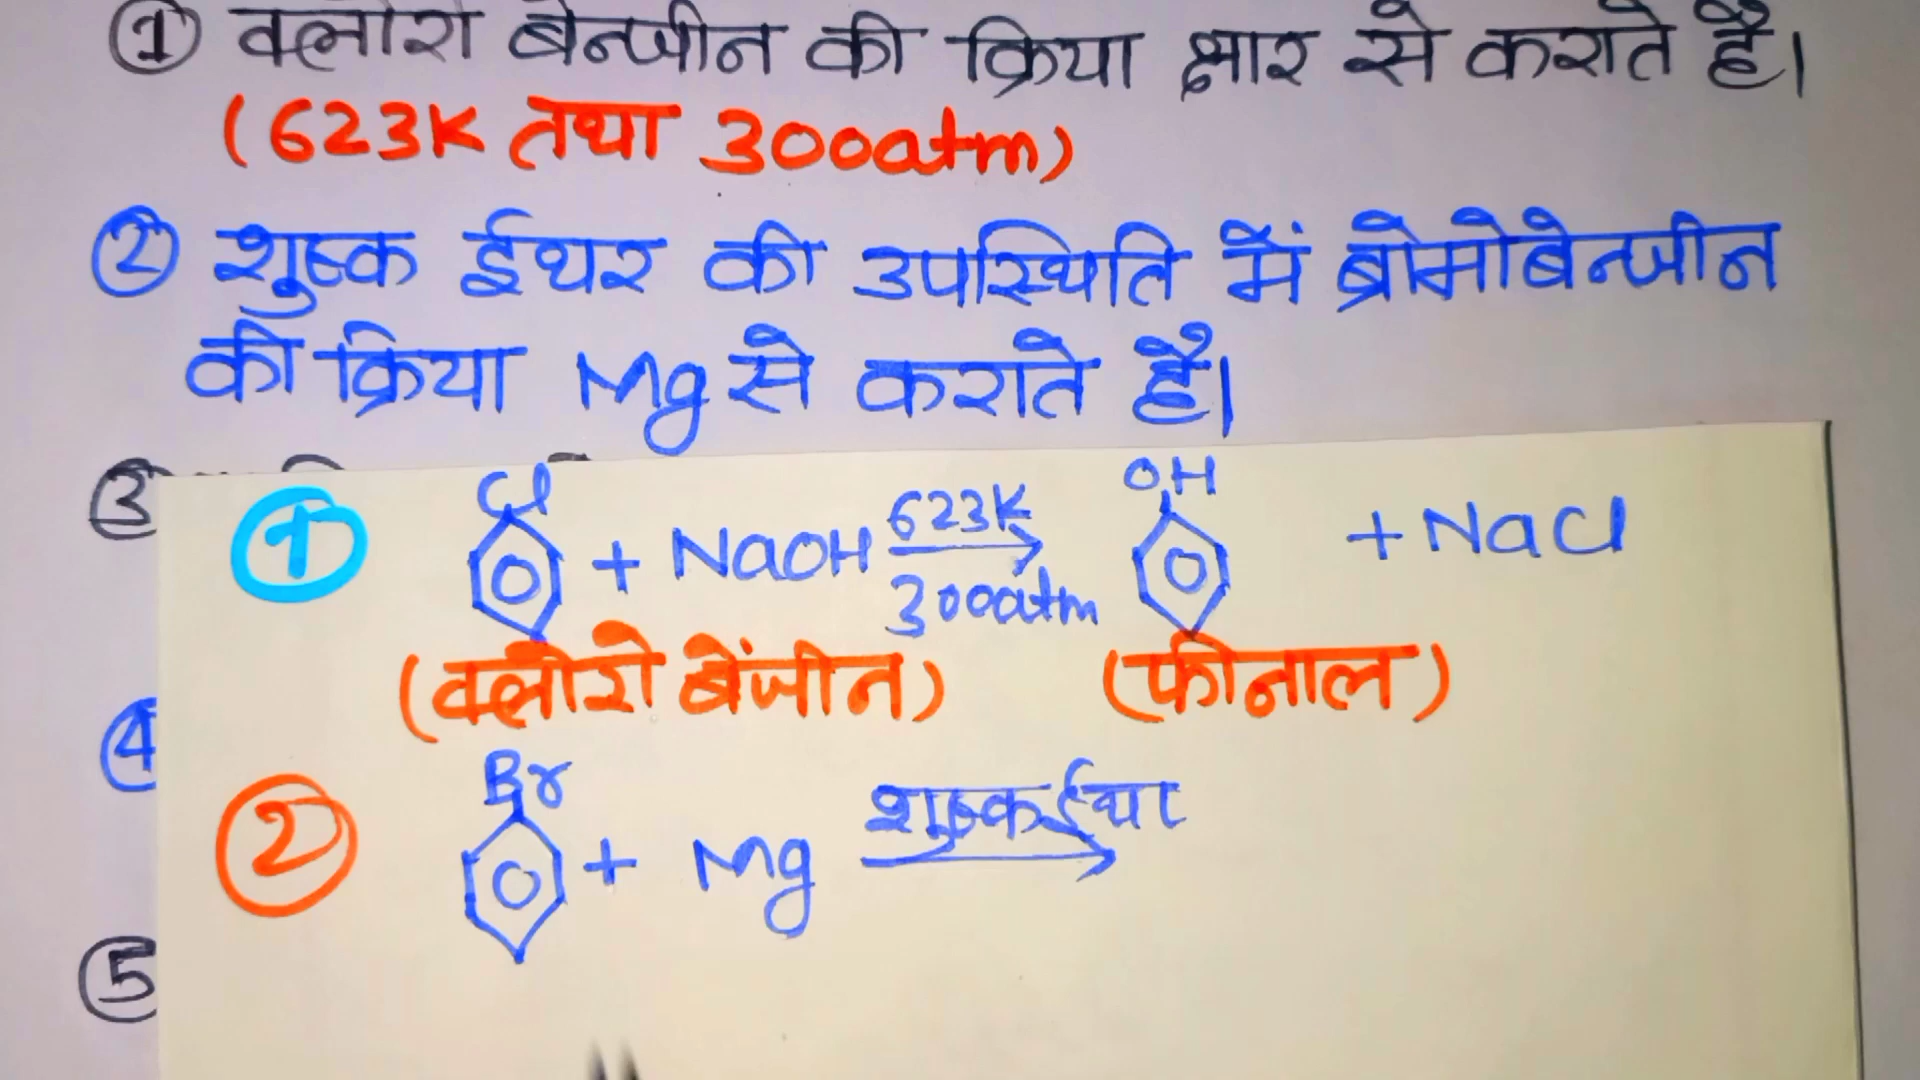 ① क्लोरो बेन्जीन की क्रिया क्षार से कराते है।
(623K तथा 300atm)
② शुष्क ईथर की उपस्थिति में ब्रोमोबेन्जीन
की क्रिया Mg से कराते है।
③
① Cl + NaOH 623K 300atm OH + NaCl
(क्लोरो बेंजीन) (फीनाल)
④
② Br + Mg शुष्क ईथर
⑤